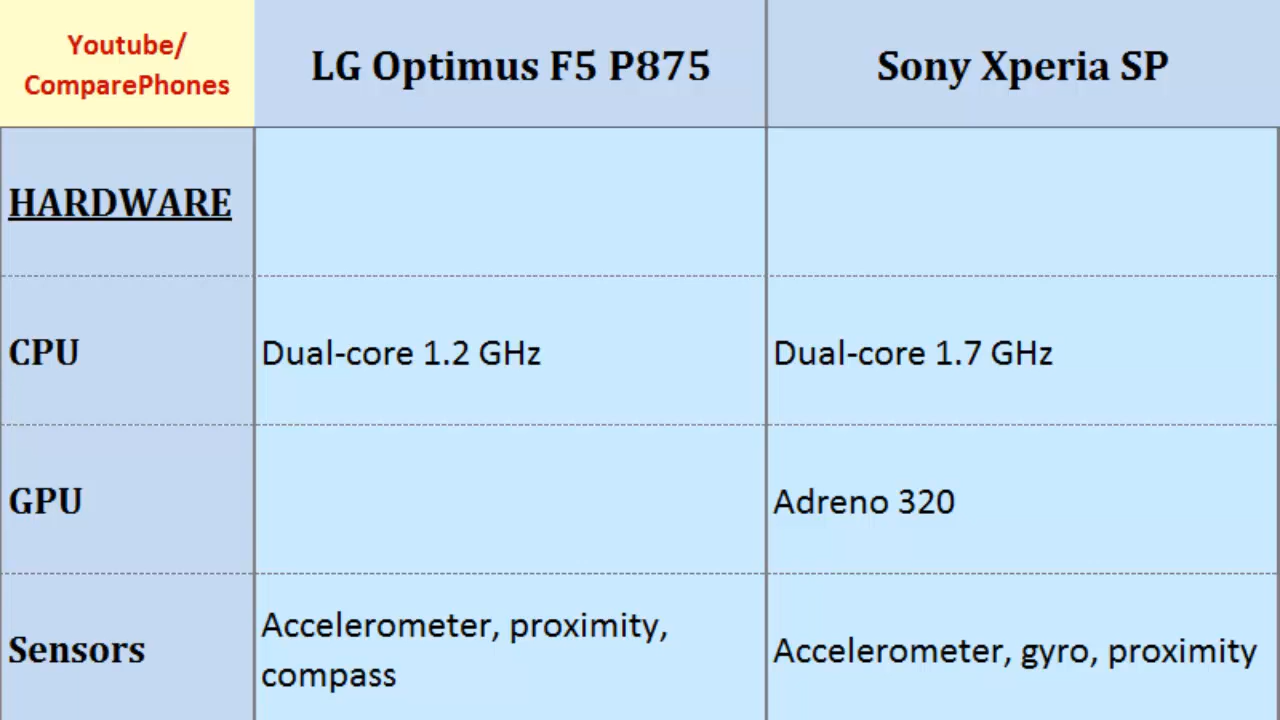 Youtube/
ComparePhones
LG Optimus F5 P875
Sony Xperia SP
HARDWARE
CPU
Dual-core 1.2 GHz
Dual-core 1.7 GHz
GPU
Adreno 320
Sensors
Accelerometer, proximity,
compass
Accelerometer, gyro, proximity